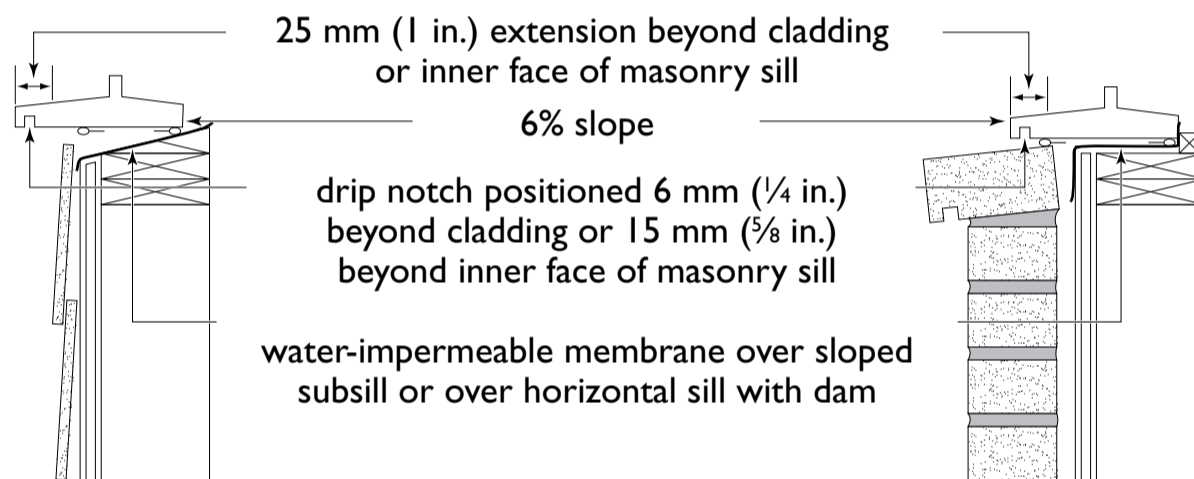 25 mm (1 in.) extension beyond cladding
or inner face of masonry sill
6% slope
drip notch positioned 6 mm (¼ in.)
beyond cladding or 15 mm (⅝ in.)
beyond inner face of masonry sill
water-impermeable membrane over sloped
subsill or over horizontal sill with dam